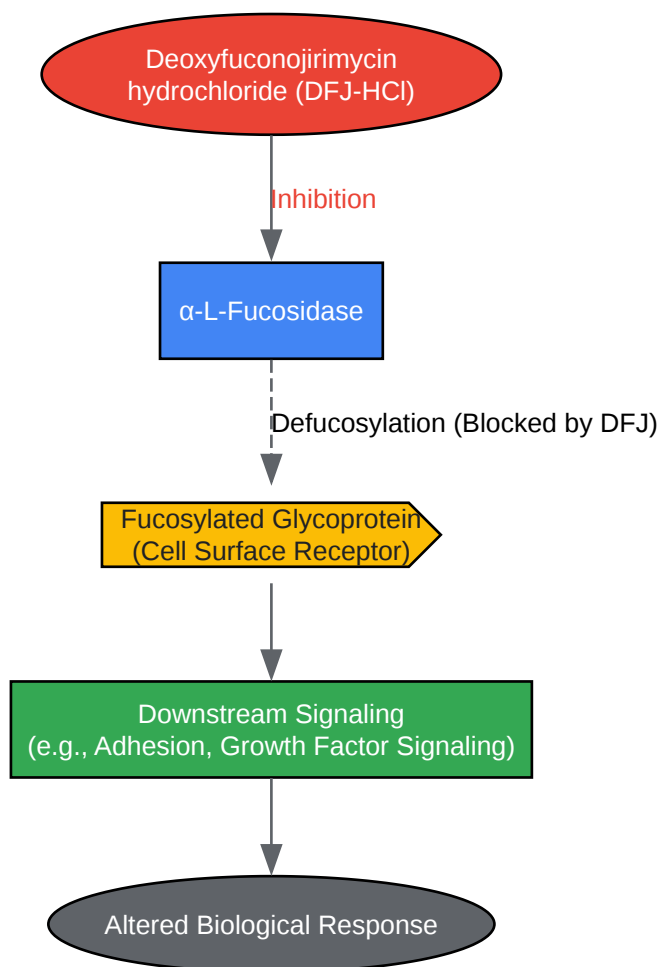 Deoxyfuconojirimycin
hydrochloride (DFJ-HCl)
Inhibition
α-L-Fucosidase
Defucosylation (Blocked by DFJ)
Fucosylated Glycoprotein
(Cell Surface Receptor)
Downstream Signaling
(e.g., Adhesion, Growth Factor Signaling)
Altered Biological Response